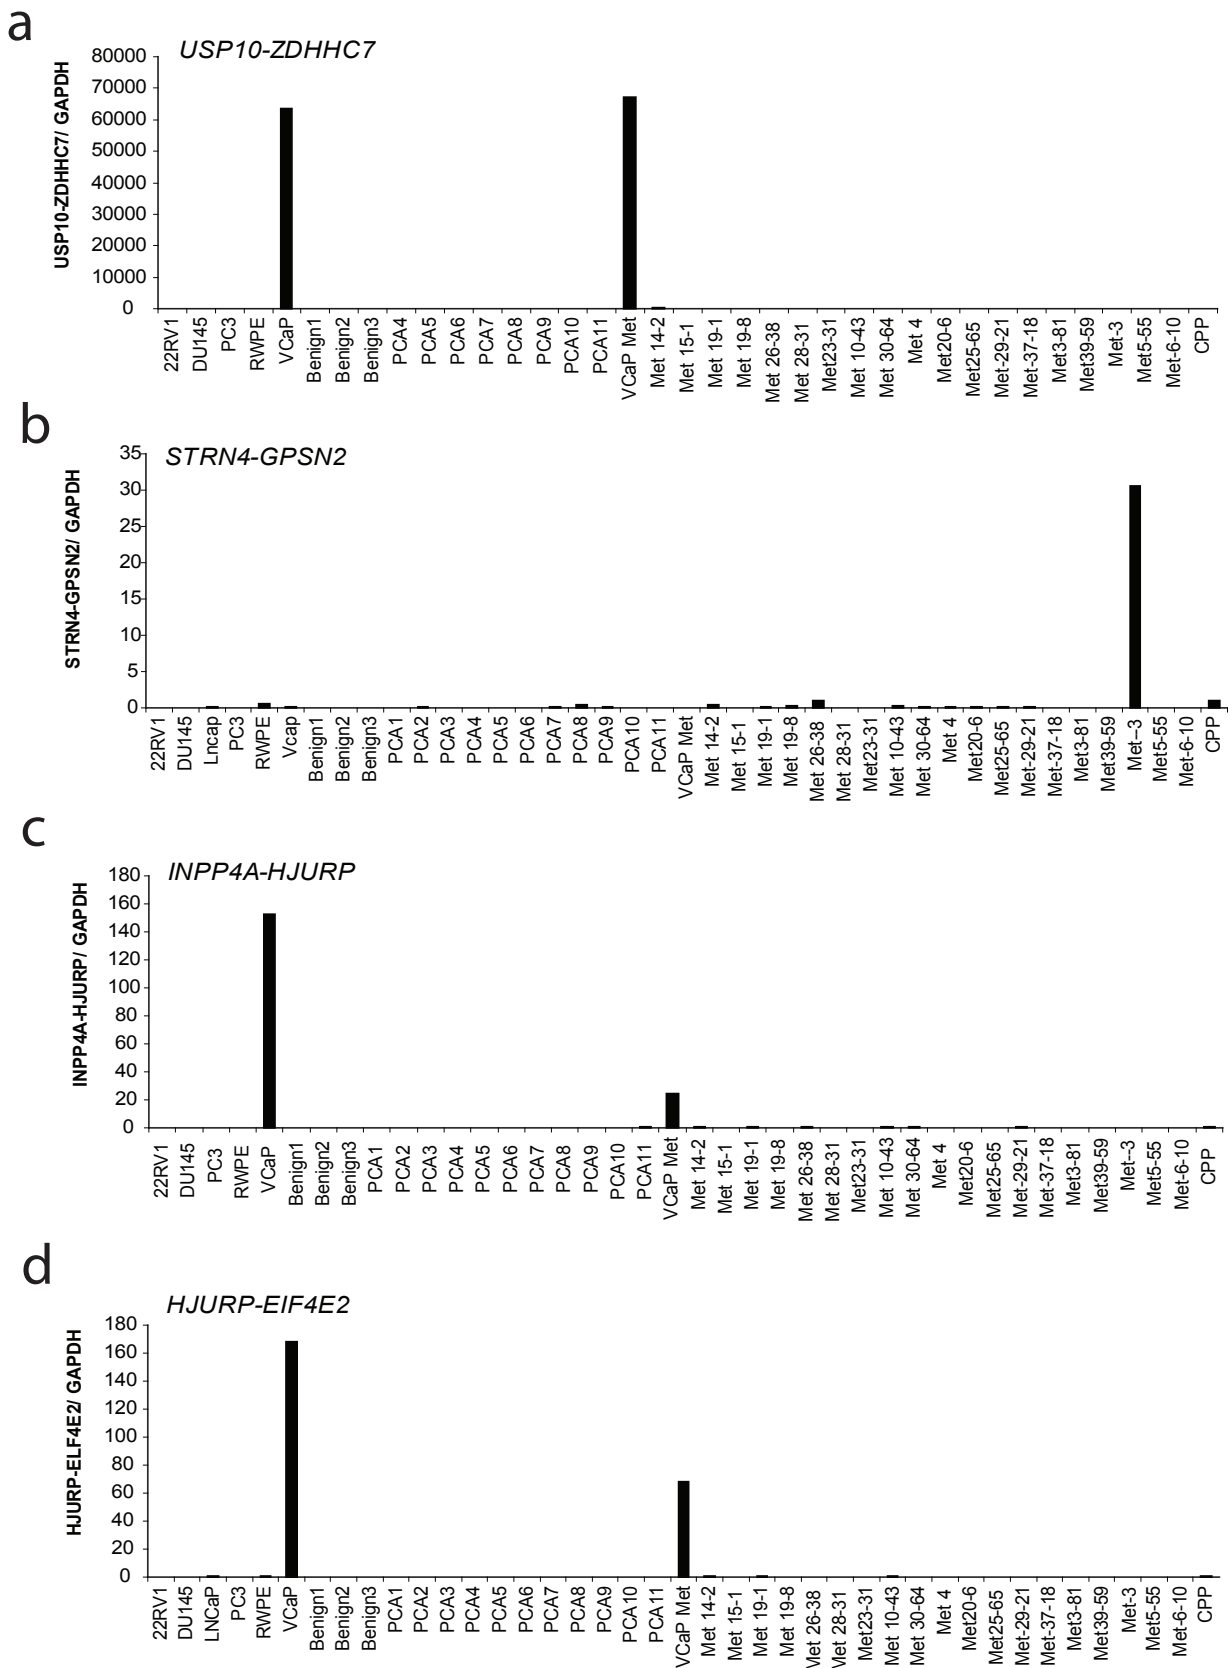 a
USP10-ZDHHC7
USP10-ZDHHC7/ GAPDH
80000
70000
60000
50000
40000
30000
20000
10000
0
22RV1 DU145 PC3 RWPE VCaP Benign1 Benign2 Benign3 PCA4 PCA5 PCA6 PCA7 PCA8 PCA9 PCA10 PCA11 VCaP Met Met 14-2 Met 15-1 Met 19-1 Met 19-8 Met 26-38 Met 28-31 Met23-31 Met 10-43 Met 30-64 Met 4 Met20-6 Met25-65 Met-29-21 Met-37-18 Met3-81 Met39-59 Met-3 Met5-55 Met-6-10 CPP
b
STRN4-GPSN2
STRN4-GPSN2/ GAPDH
35
30
25
20
15
10
5
0
22RV1 DU145 Lncap PC3 RWPE Vcap Benign1 Benign2 Benign3 PCA1 PCA2 PCA3 PCA4 PCA5 PCA6 PCA7 PCA8 PCA9 PCA10 PCA11 VCaP Met Met 14-2 Met 15-1 Met 19-1 Met 19-8 Met 26-38 Met 28-31 Met23-31 Met 10-43 Met 30-64 Met 4 Met20-6 Met25-65 Met-29-21 Met-37-18 Met3-81 Met39-59 Met--3 Met5-55 Met-6-10 CPP
c
INPP4A-HJURP
INPP4A-HJURP/ GAPDH
180
160
140
120
100
80
60
40
20
0
22RV1 DU145 PC3 RWPE VCaP Benign1 Benign2 Benign3 PCA1 PCA2 PCA3 PCA4 PCA5 PCA6 PCA7 PCA8 PCA9 PCA10 PCA11 VCaP Met Met 14-2 Met 15-1 Met 19-1 Met 19-8 Met 26-38 Met 28-31 Met23-31 Met 10-43 Met 30-64 Met 4 Met20-6 Met25-65 Met-29-21 Met-37-18 Met3-81 Met39-59 Met--3 Met5-55 Met-6-10 CPP
d
HJURP-EIF4E2
HJURP-ELF4E2/ GAPDH
180
160
140
120
100
80
60
40
20
0
22RV1 DU145 LNCaP PC3 RWPE VCaP Benign1 Benign2 Benign3 PCA1 PCA2 PCA3 PCA4 PCA5 PCA6 PCA7 PCA8 PCA9 PCA10 PCA11 VCaP Met Met 14-2 Met 15-1 Met 19-1 Met 19-8 Met 26-38 Met 28-31 Met23-31 Met 10-43 Met 30-64 Met 4 Met20-6 Met25-65 Met-29-21 Met-37-18 Met3-81 Met39-59 Met-3 Met5-55 Met-6-10 CPP